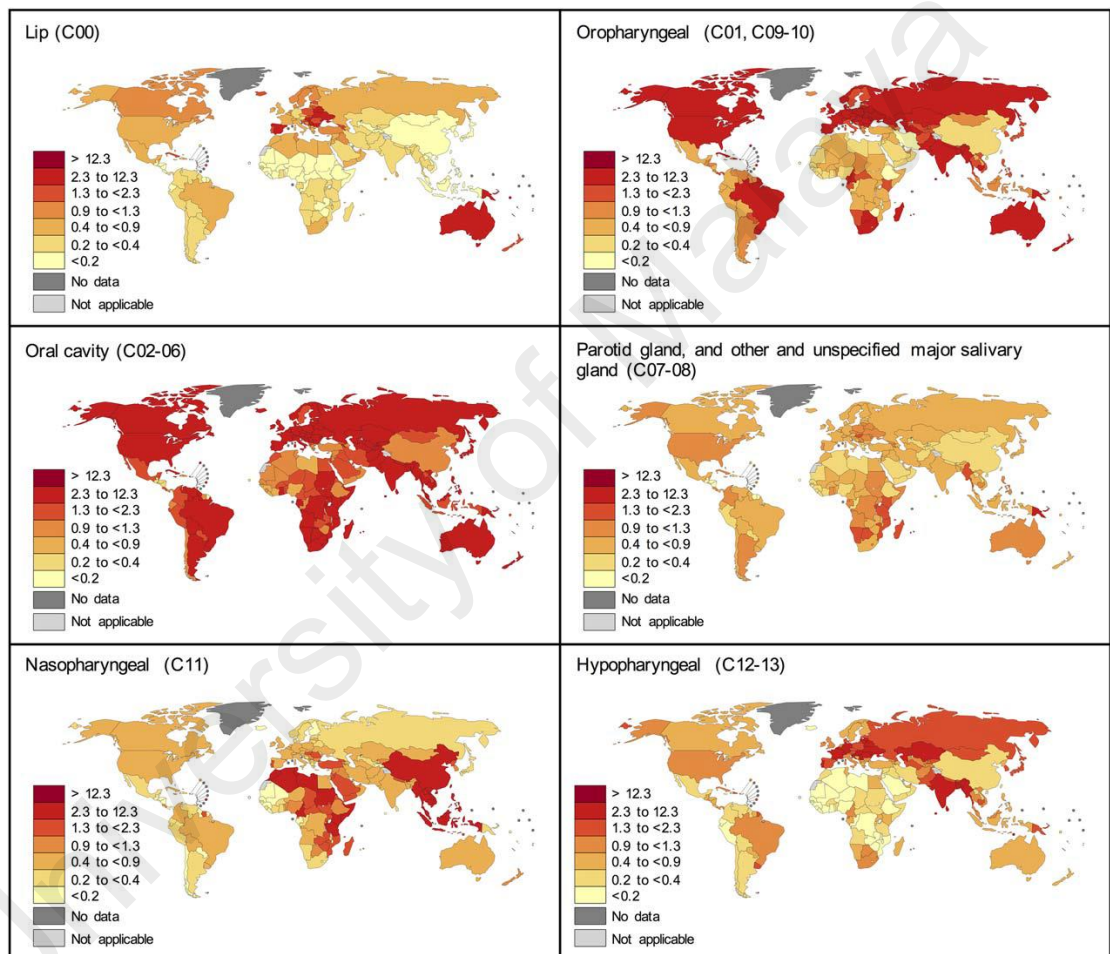 Lip (C00)
> 12.3
2.3 to 12.3
1.3 to <2.3
0.9 to <1.3
0.4 to <0.9
0.2 to <0.4
<0.2
No data
Not applicable
Oropharyngeal (C01, C09-10)
> 12.3
2.3 to 12.3
1.3 to <2.3
0.9 to <1.3
0.4 to <0.9
0.2 to <0.4
<0.2
No data
Not applicable
Oral cavity (C02-06)
> 12.3
2.3 to 12.3
1.3 to <2.3
0.9 to <1.3
0.4 to <0.9
0.2 to <0.4
<0.2
No data
Not applicable
Parotid gland, and other and unspecified major salivary
gland (C07-08)
> 12.3
2.3 to 12.3
1.3 to <2.3
0.9 to <1.3
0.4 to <0.9
0.2 to <0.4
<0.2
No data
Not applicable
Nasopharyngeal (C11)
> 12.3
2.3 to 12.3
1.3 to <2.3
0.9 to <1.3
0.4 to <0.9
0.2 to <0.4
<0.2
No data
Not applicable
Hypopharyngeal (C12-13)
> 12.3
2.3 to 12.3
1.3 to <2.3
0.9 to <1.3
0.4 to <0.9
0.2 to <0.4
<0.2
No data
Not applicable
University of Malaya